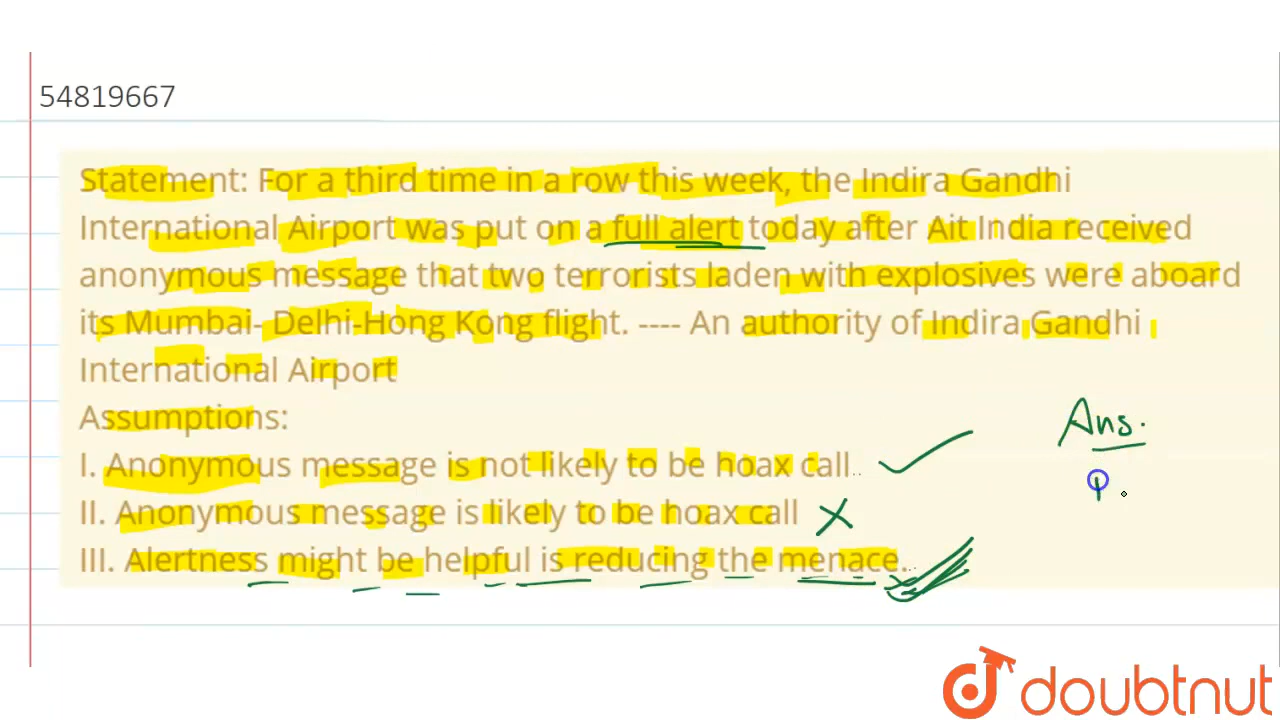 54819667
Statement: For a third time in a row this week, the Indira Gandhi
International Airport was put on a full alert today after Ait India received
anonymous message that two terrorists laden with explosives were aboard
its Mumbai- Delhi-Hong Kong flight. ---- An authority of Indira Gandhi
International Airport
Assumptions:
I. Anonymous message is not likely to be hoax call..
II. Anonymous message is likely to be hoax call
III. Alertness might be helpful is reducing the menace..
Ans.
doubtnut